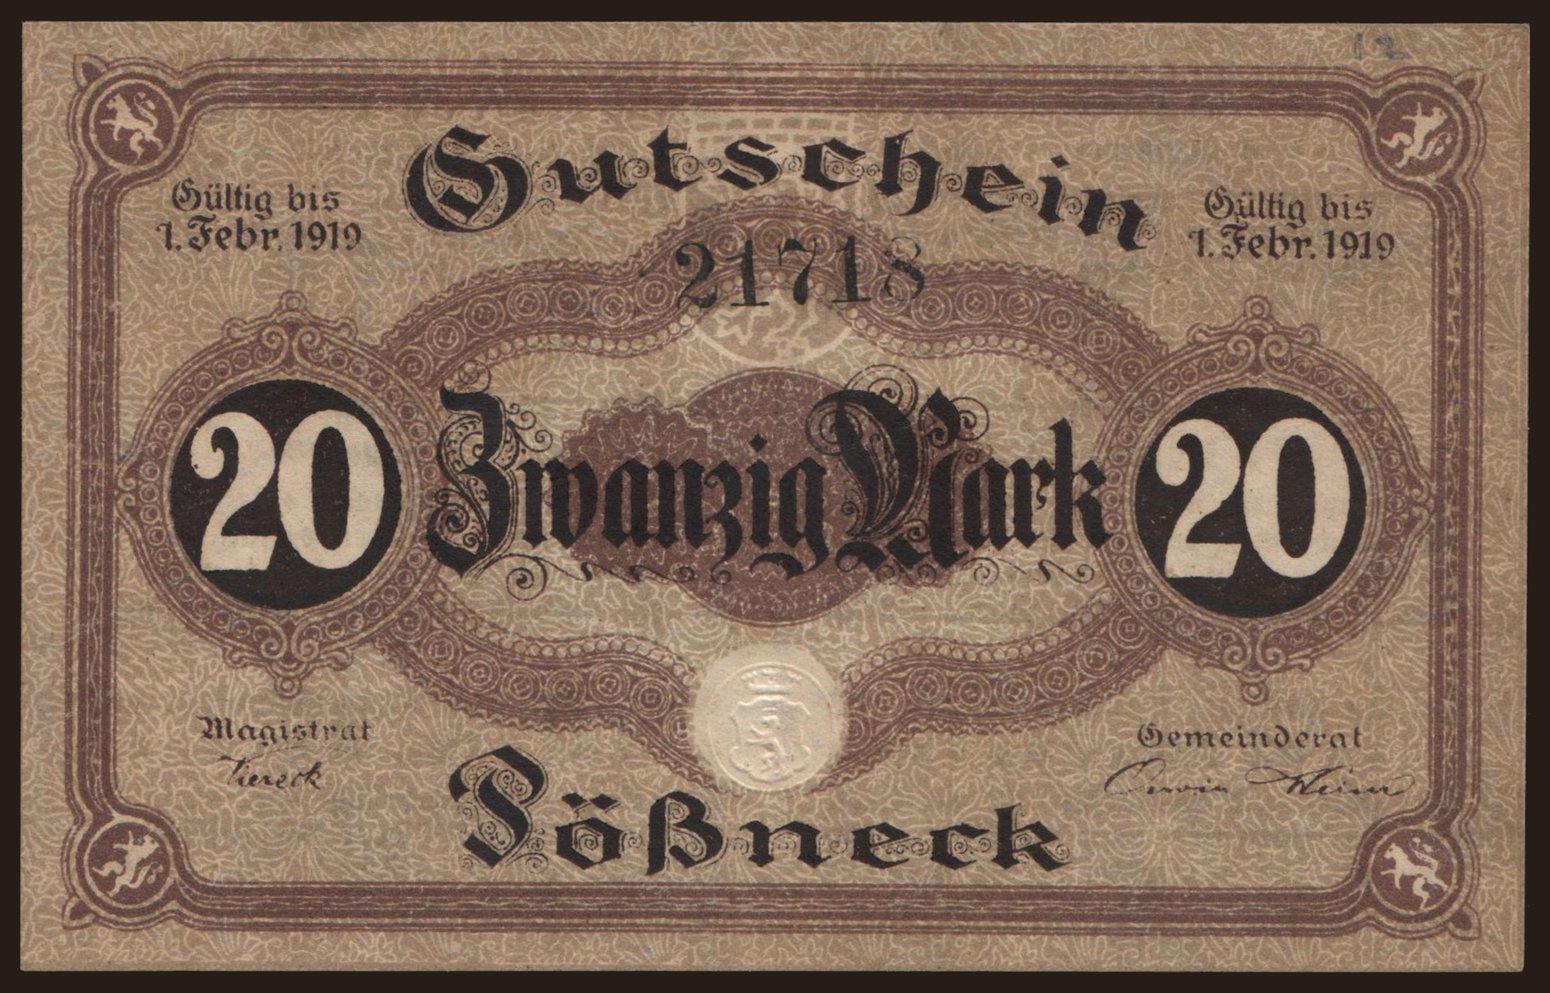 12
Gutschein
Gültig bis
1. Febr. 1919
Gültig bis
1. Febr. 1919
21718
20
Zwanzig Mark
20
Magistrat
Viereck
Gemeinderat
Erwin
Pößneck